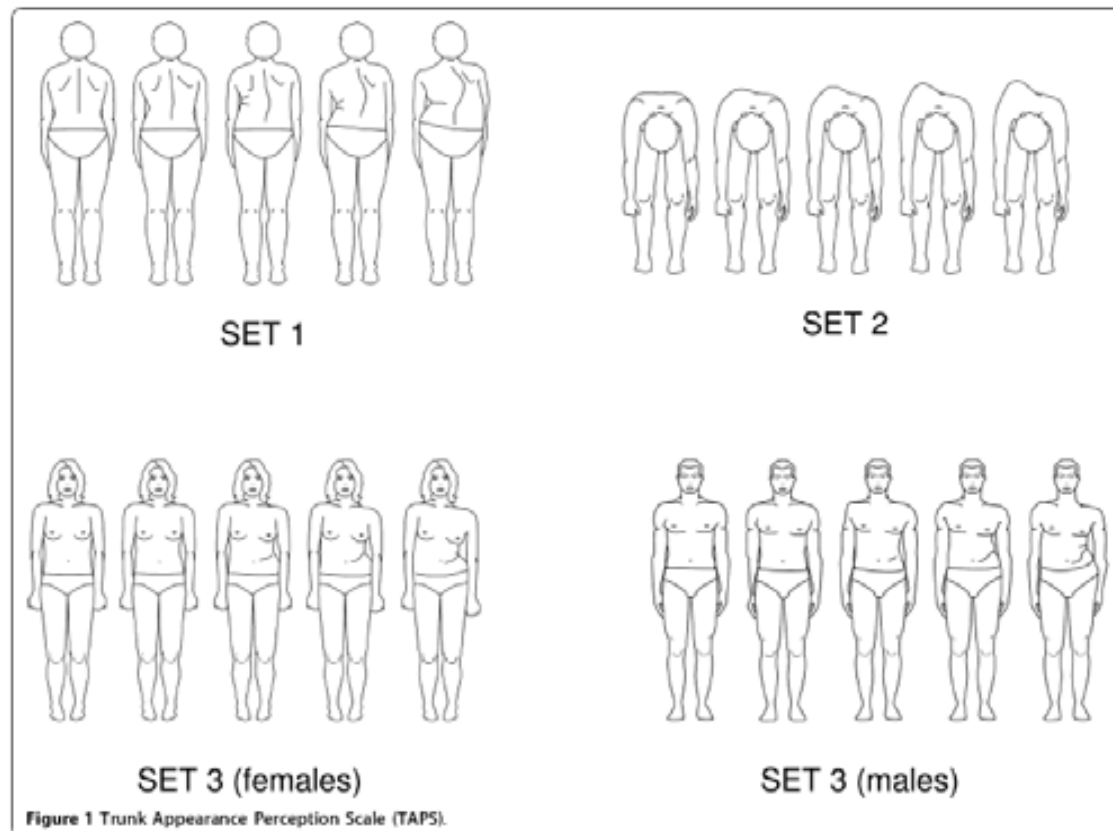 SET 1
SET 2
SET 3 (females)
SET 3 (males)
Figure 1 Trunk Appearance Perception Scale (TAPS).